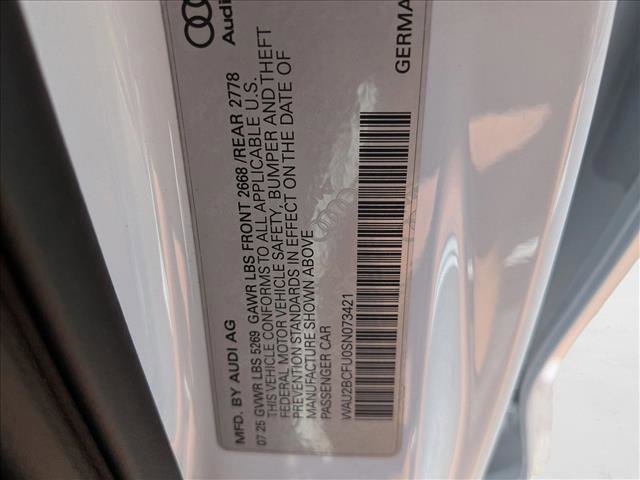 Audi
GERMA
MFD. BY AUDI AG
07.25 GVWR LBS 5269 GAWR LBS FRONT 2668/REAR 2778
THIS VEHICLE CONFORMS TO ALL APPLICABLE U.S.
FEDERAL MOTOR VEHICLE SAFETY, BUMPER AND THEFT
PREVENTION STANDARDS IN EFFECT ON THE DATE OF
MANUFACTURE SHOWN ABOVE
PASSENGER CAR
WAU2BCFU0SN073421